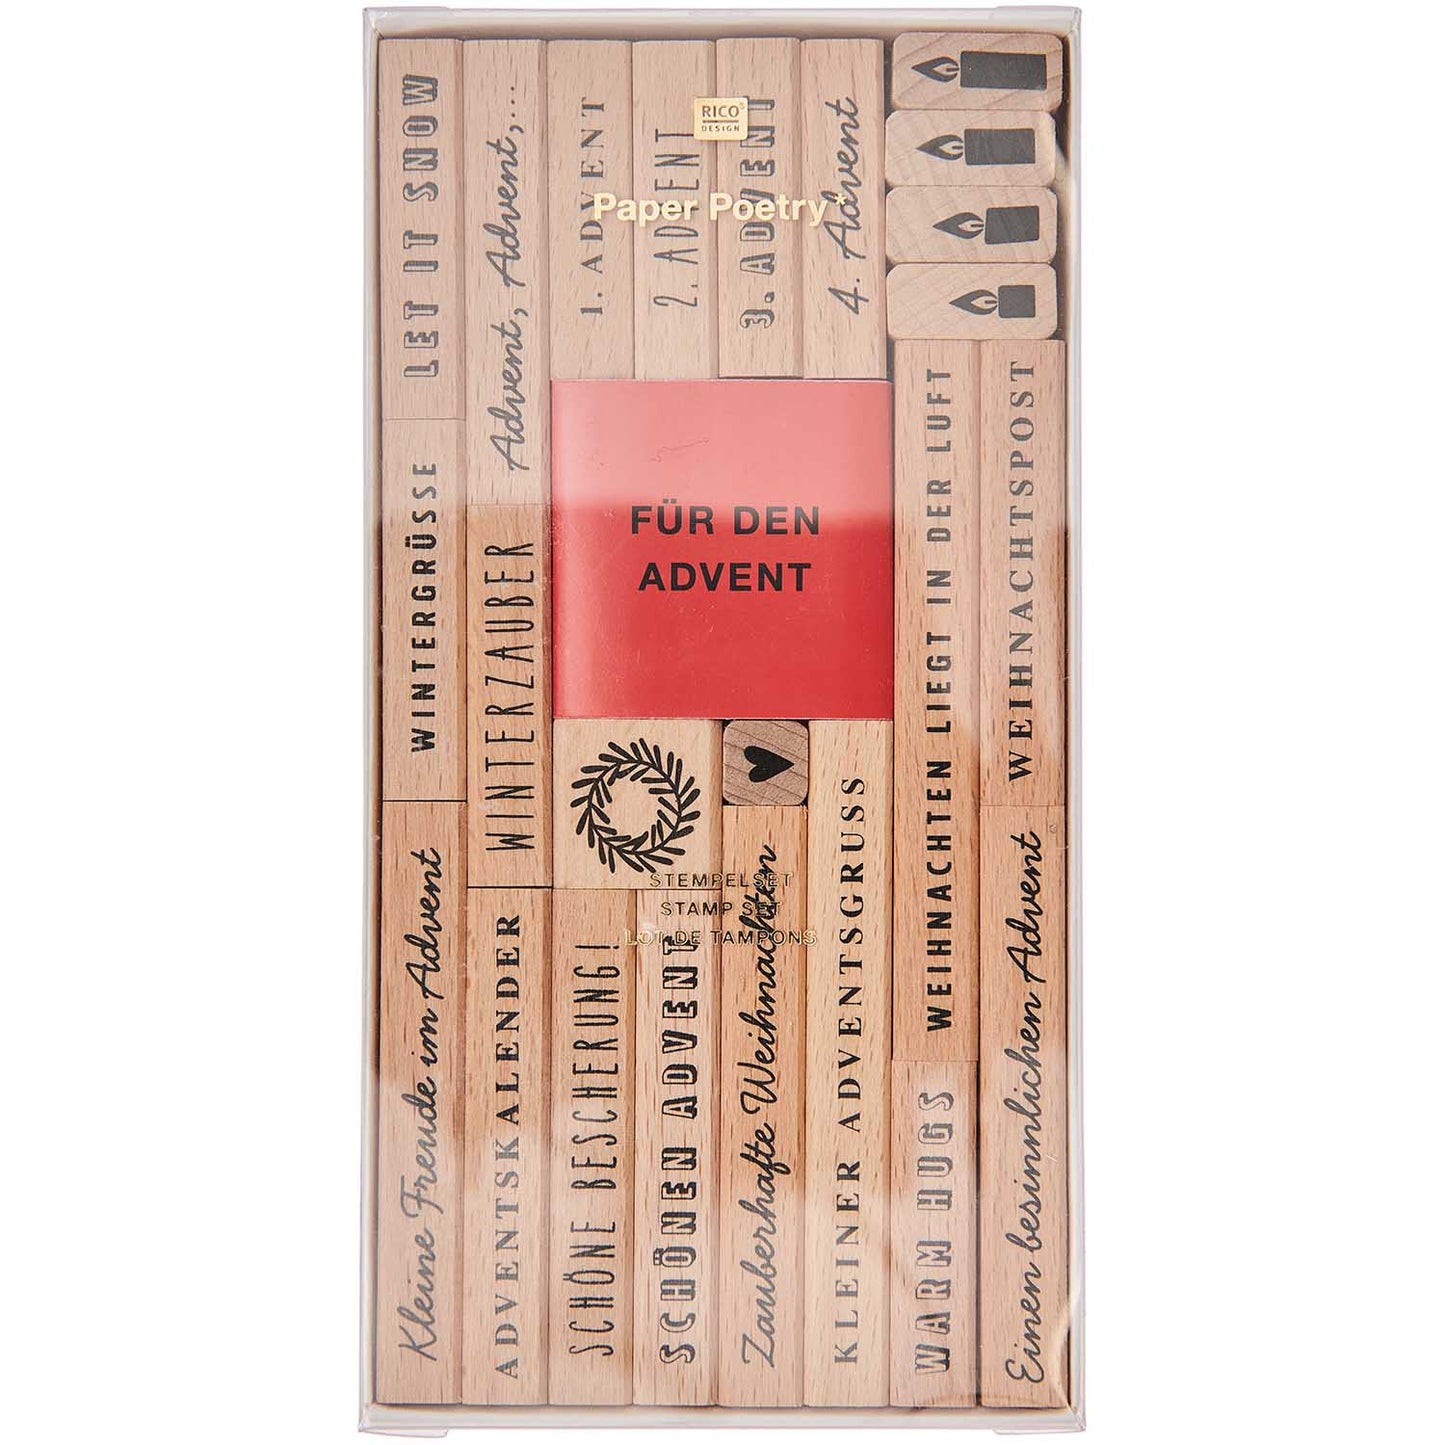 RICO
DESIGN
Paper Poetry*
LET IT SNOW
Advent, Advent,...
1. ADVENT
2. ADVENT
3. ADVENT
4. Advent
FÜR DEN
ADVENT
WINTERGRÜSSE
WINTERZAUBER
WEIHNACHTEN LIEGT IN DER LUFT
WEIHNACHTSPOST
STEMPELSET
STAMP SET
LOT DE TAMPONS
Kleine Freude im Advent
ADVENTSKALENDER
SCHÖNE BESCHERUNG!
SCHÖNEN ADVENT
Zauberhafte Weihnachten
KLEINER ADVENTSGRUSS
WARM HUGS
Einen besinnlichen Advent